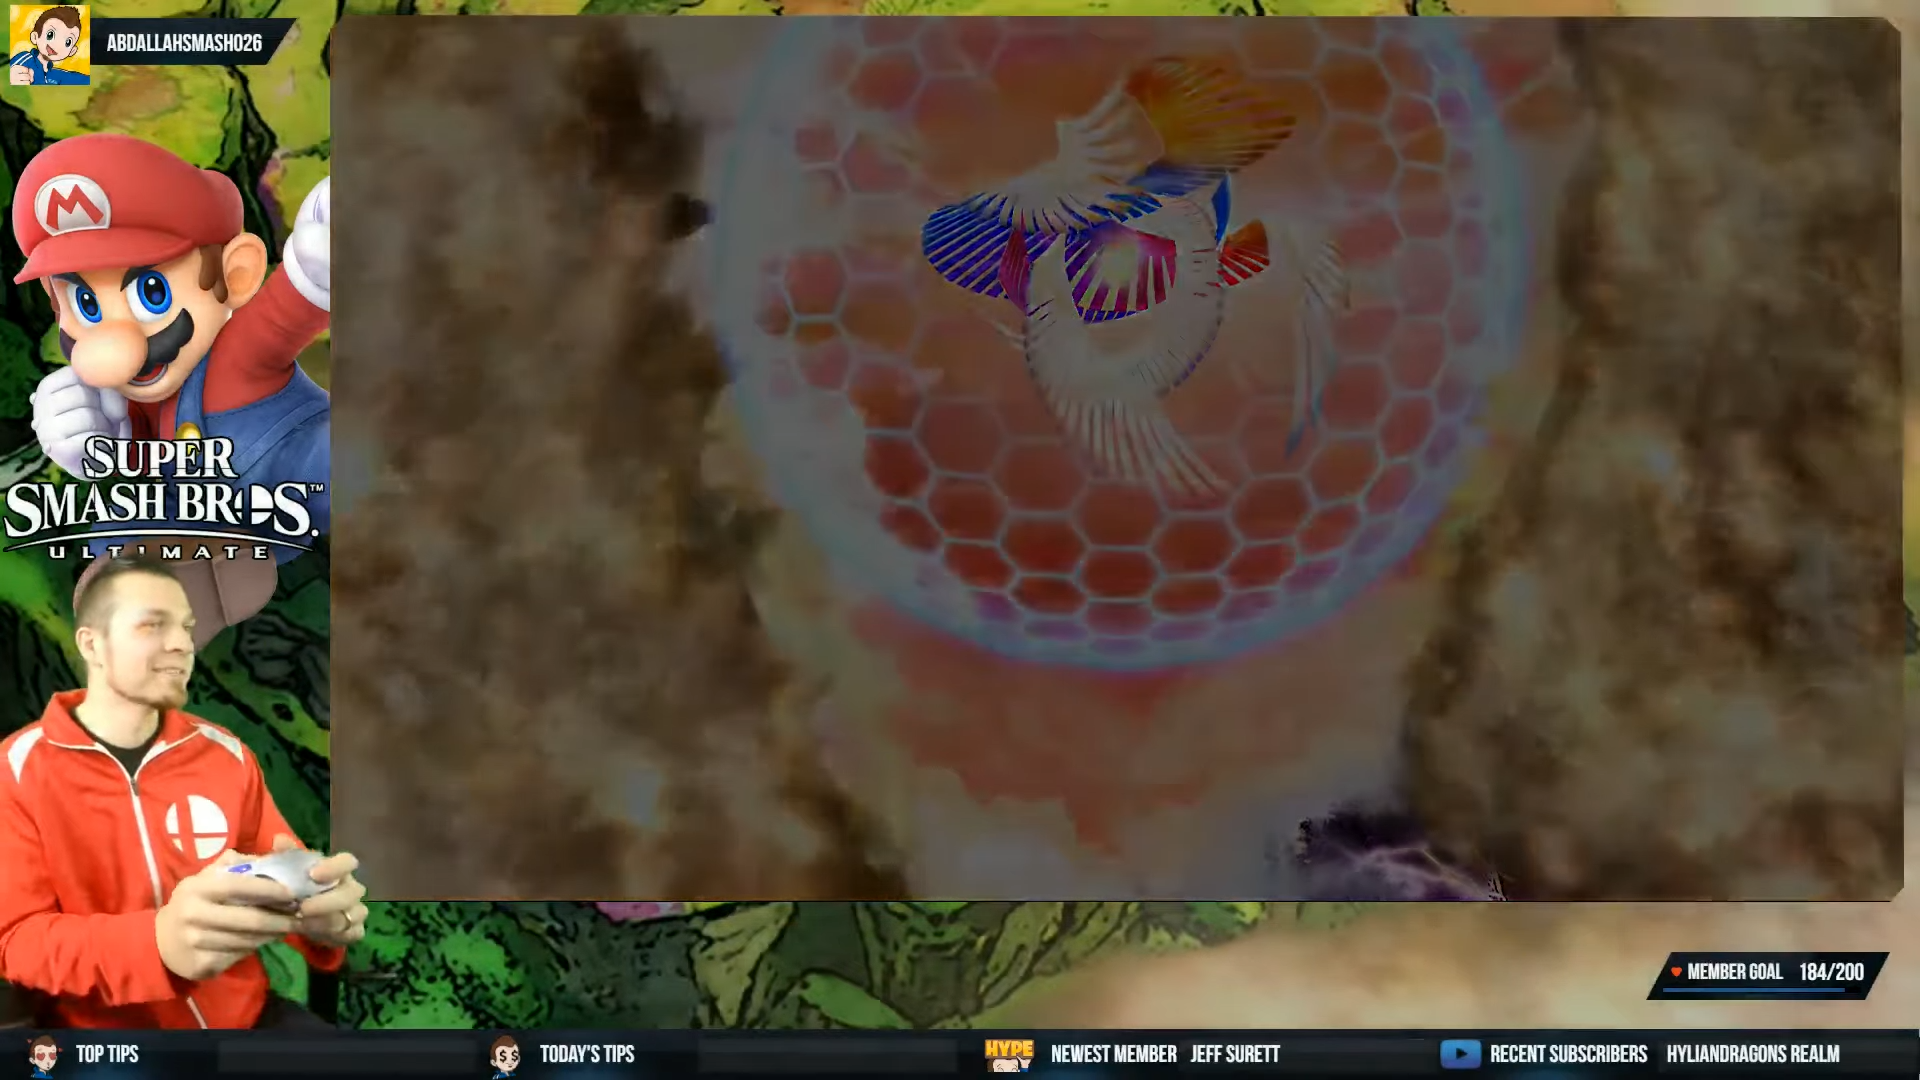 ABDALLAHSMASH026
M
SUPER
SMASH BROS.™
ULTIMATE
MEMBER GOAL 184/200
TOP TIPS
TODAY'S TIPS
HYPE
NEWEST MEMBER JEFF SURETT
RECENT SUBSCRIBERS HYLIANDRAGONS REALM